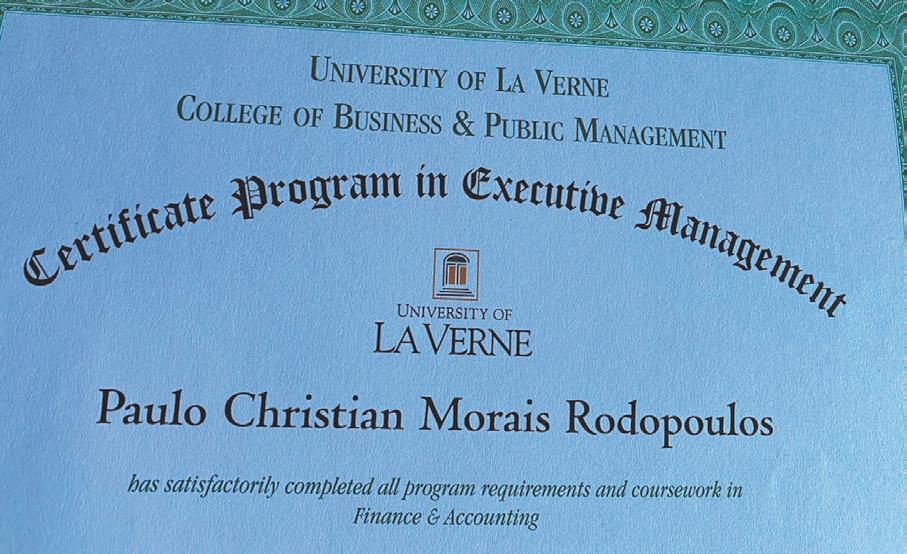 UNIVERSITY OF LA VERNE
COLLEGE OF BUSINESS & PUBLIC MANAGEMENT
Certificate Program in Executive Management
UNIVERSITY OF
LA VERNE
Paulo Christian Morais Rodopoulos
has satisfactorily completed all program requirements and coursework in
Finance & Accounting